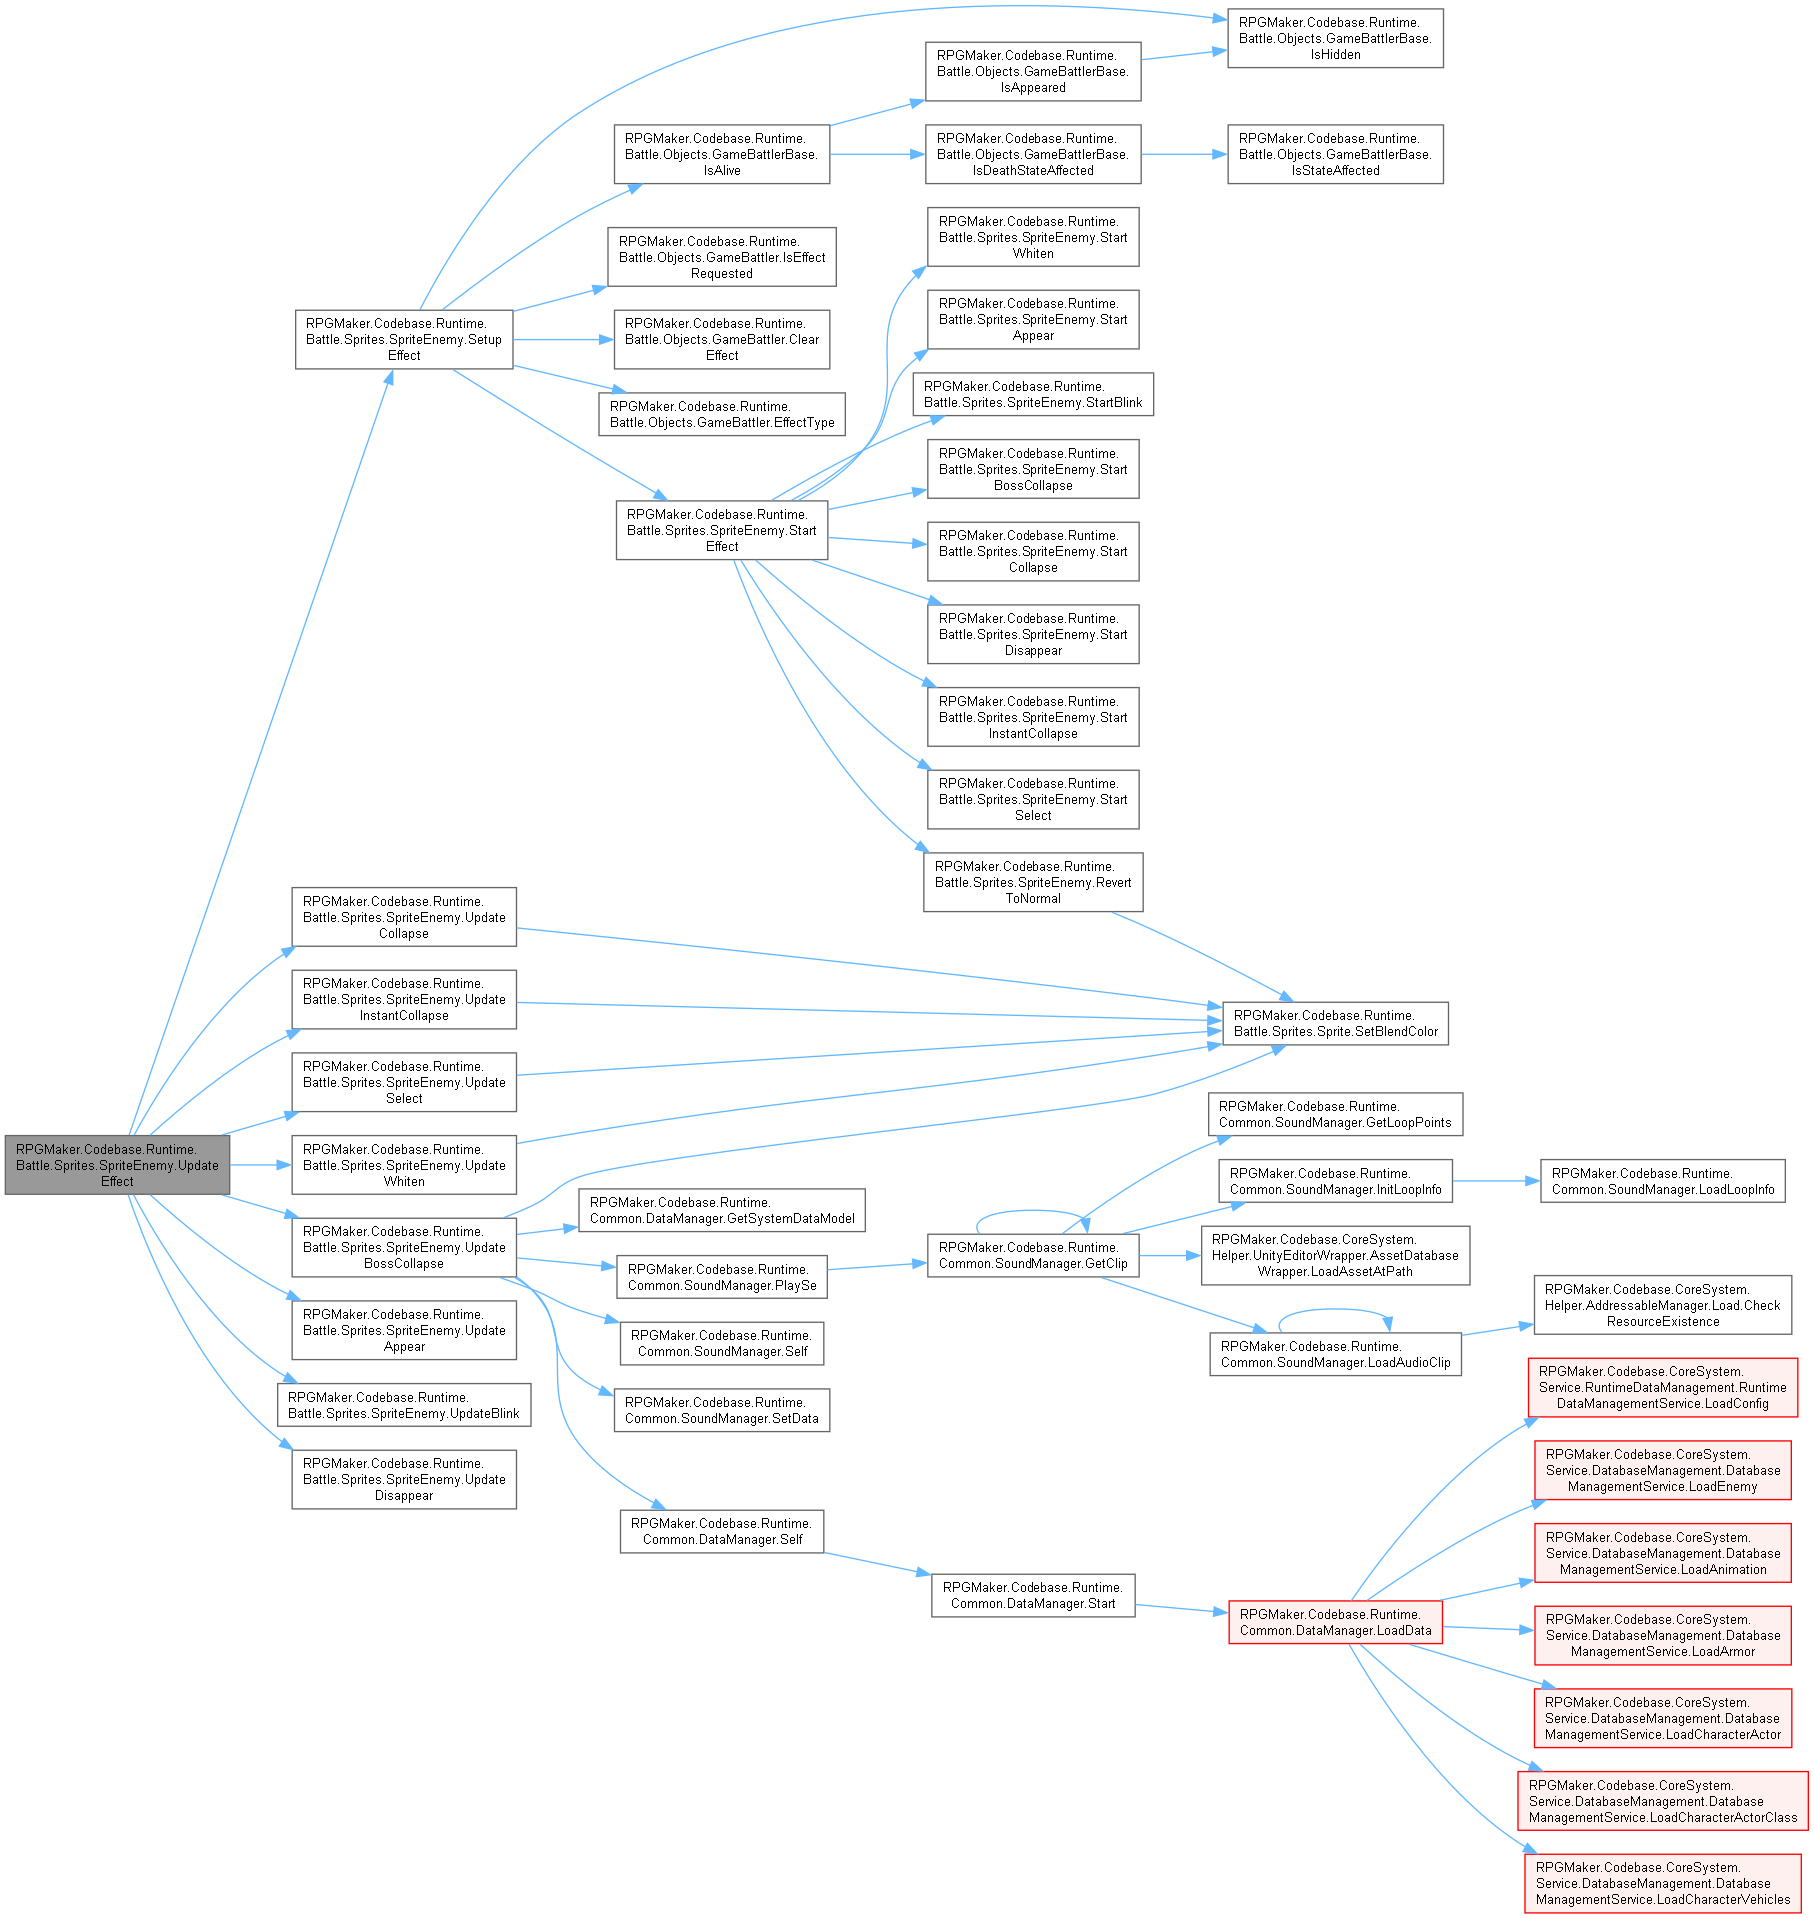 RPGMaker.Codebase.Runtime.
Battle.Objects.GameBattlerBase.
IsHidden
RPGMaker.Codebase.Runtime.
Battle.Objects.GameBattlerBase.
IsAppeared
RPGMaker.Codebase.Runtime.
Battle.Objects.GameBattlerBase.
IsAlive
RPGMaker.Codebase.Runtime.
Battle.Objects.GameBattlerBase.
IsDeathStateAffected
RPGMaker.Codebase.Runtime.
Battle.Objects.GameBattlerBase.
IsStateAffected
RPGMaker.Codebase.Runtime.
Battle.Sprites.SpriteEnemy.Start
Whiten
RPGMaker.Codebase.Runtime.
Battle.Objects.GameBattler.IsEffect
Requested
RPGMaker.Codebase.Runtime.
Battle.Sprites.SpriteEnemy.Start
Appear
RPGMaker.Codebase.Runtime.
Battle.Sprites.SpriteEnemy.Setup
Effect
RPGMaker.Codebase.Runtime.
Battle.Objects.GameBattler.Clear
Effect
RPGMaker.Codebase.Runtime.
Battle.Sprites.SpriteEnemy.StartBlink
RPGMaker.Codebase.Runtime.
Battle.Objects.GameBattler.EffectType
RPGMaker.Codebase.Runtime.
Battle.Sprites.SpriteEnemy.Start
BossCollapse
RPGMaker.Codebase.Runtime.
Battle.Sprites.SpriteEnemy.Start
Effect
RPGMaker.Codebase.Runtime.
Battle.Sprites.SpriteEnemy.Start
Collapse
RPGMaker.Codebase.Runtime.
Battle.Sprites.SpriteEnemy.Start
Disappear
RPGMaker.Codebase.Runtime.
Battle.Sprites.SpriteEnemy.Start
InstantCollapse
RPGMaker.Codebase.Runtime.
Battle.Sprites.SpriteEnemy.Start
Select
RPGMaker.Codebase.Runtime.
Battle.Sprites.SpriteEnemy.Revert
ToNormal
RPGMaker.Codebase.Runtime.
Battle.Sprites.SpriteEnemy.Update
Collapse
RPGMaker.Codebase.Runtime.
Battle.Sprites.SpriteEnemy.Update
InstantCollapse
RPGMaker.Codebase.Runtime.
Battle.Sprites.Sprite.SetBlendColor
RPGMaker.Codebase.Runtime.
Battle.Sprites.SpriteEnemy.Update
Select
RPGMaker.Codebase.Runtime.
Common.SoundManager.GetLoopPoints
RPGMaker.Codebase.Runtime.
Battle.Sprites.SpriteEnemy.Update
Effect
RPGMaker.Codebase.Runtime.
Battle.Sprites.SpriteEnemy.Update
Whiten
RPGMaker.Codebase.Runtime.
Common.SoundManager.InitLoopInfo
RPGMaker.Codebase.Runtime.
Common.SoundManager.LoadLoopInfo
RPGMaker.Codebase.Runtime.
Common.DataManager.GetSystemDataModel
RPGMaker.Codebase.Runtime.
Battle.Sprites.SpriteEnemy.Update
BossCollapse
RPGMaker.Codebase.Runtime.
Common.SoundManager.GetClip
RPGMaker.Codebase.CoreSystem.
Helper.UnityEditorWrapper.AssetDatabase
Wrapper.LoadAssetAtPath
RPGMaker.Codebase.Runtime.
Common.SoundManager.PlaySe
RPGMaker.Codebase.CoreSystem.
Helper.AddressableManager.Load.Check
ResourceExistence
RPGMaker.Codebase.Runtime.
Battle.Sprites.SpriteEnemy.Update
Appear
RPGMaker.Codebase.Runtime.
Common.SoundManager.Self
RPGMaker.Codebase.Runtime.
Common.SoundManager.LoadAudioClip
RPGMaker.Codebase.CoreSystem.
Service.RuntimeDataManagement.Runtime
DataManagementService.LoadConfig
RPGMaker.Codebase.Runtime.
Battle.Sprites.SpriteEnemy.UpdateBlink
RPGMaker.Codebase.Runtime.
Common.SoundManager.SetData
RPGMaker.Codebase.CoreSystem.
Service.DatabaseManagement.Database
ManagementService.LoadEnemy
RPGMaker.Codebase.Runtime.
Battle.Sprites.SpriteEnemy.Update
Disappear
RPGMaker.Codebase.Runtime.
Common.DataManager.Self
RPGMaker.Codebase.CoreSystem.
Service.DatabaseManagement.Database
ManagementService.LoadAnimation
RPGMaker.Codebase.Runtime.
Common.DataManager.Start
RPGMaker.Codebase.Runtime.
Common.DataManager.LoadData
RPGMaker.Codebase.CoreSystem.
Service.DatabaseManagement.Database
ManagementService.LoadArmor
RPGMaker.Codebase.CoreSystem.
Service.DatabaseManagement.Database
ManagementService.LoadCharacterActor
RPGMaker.Codebase.CoreSystem.
Service.DatabaseManagement.Database
ManagementService.LoadCharacterActorClass
RPGMaker.Codebase.CoreSystem.
Service.DatabaseManagement.Database
ManagementService.LoadCharacterVehicles